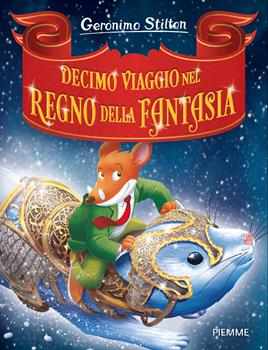 Geronimo Stilton
DECIMO VIAGGIO NEL
REGNO DELLA FANTASIA
PIEMME